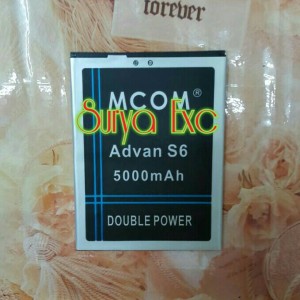 forever
MCOM®
Surya Exc
Advan S6
5000mAh
DOUBLE POWER